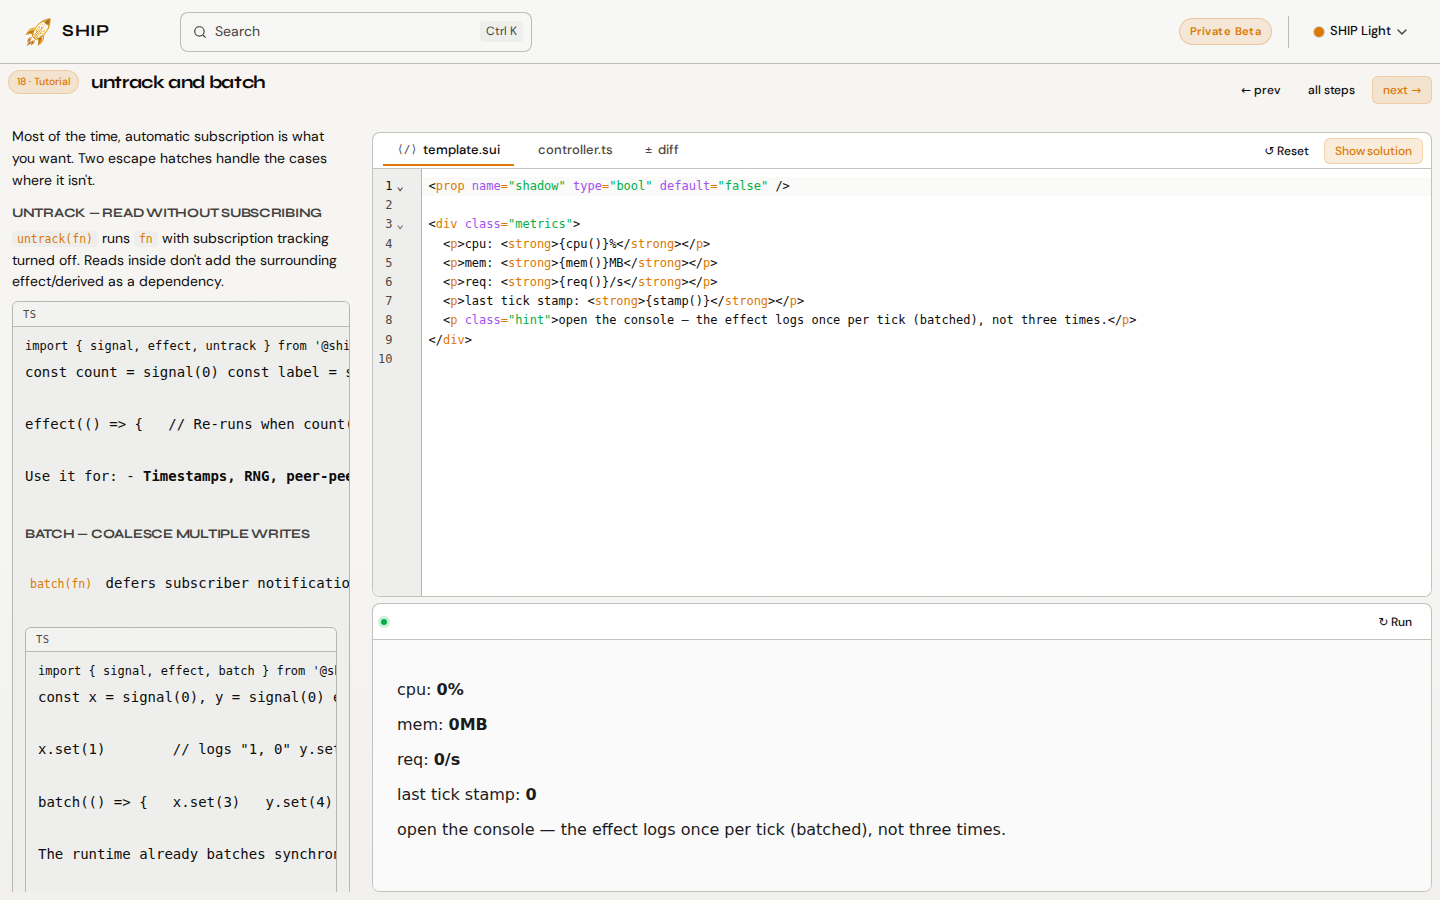 SHIP
Search
Ctrl K
Private Beta
SHIP Light
18 · Tutorial
untrack and batch
← prev
all steps
next →
Most of the time, automatic subscription is what
you want. Two escape hatches handle the cases
where it isn't.
UNTRACK — READ WITHOUT SUBSCRIBING
untrack(fn) runs fn with subscription tracking
turned off. Reads inside don't add the surrounding
effect/derived as a dependency.
TS
import { signal, effect, untrack } from '@shi
const count = signal(0) const label = s
effect(() => {   // Re-runs when count(
Use it for: - Timestamps, RNG, peer-pee
BATCH — COALESCE MULTIPLE WRITES
batch(fn) defers subscriber notificatio
TS
import { signal, effect, batch } from '@sh
const x = signal(0), y = signal(0) e
x.set(1)        // logs "1, 0" y.set
batch(() => {   x.set(3)   y.set(4)
The runtime already batches synchron
⟨/⟩ template.sui
controller.ts
± diff
↺ Reset
Show solution
1 <prop name="shadow" type="bool" default="false" />
2
3 <div class="metrics">
4   <p>cpu: <strong>{cpu()}%</strong></p>
5   <p>mem: <strong>{mem()}MB</strong></p>
6   <p>req: <strong>{req()}/s</strong></p>
7   <p>last tick stamp: <strong>{stamp()}</strong></p>
8   <p class="hint">open the console — the effect logs once per tick (batched), not three times.</p>
9 </div>
10
↻ Run
cpu: 0%
mem: 0MB
req: 0/s
last tick stamp: 0
open the console — the effect logs once per tick (batched), not three times.